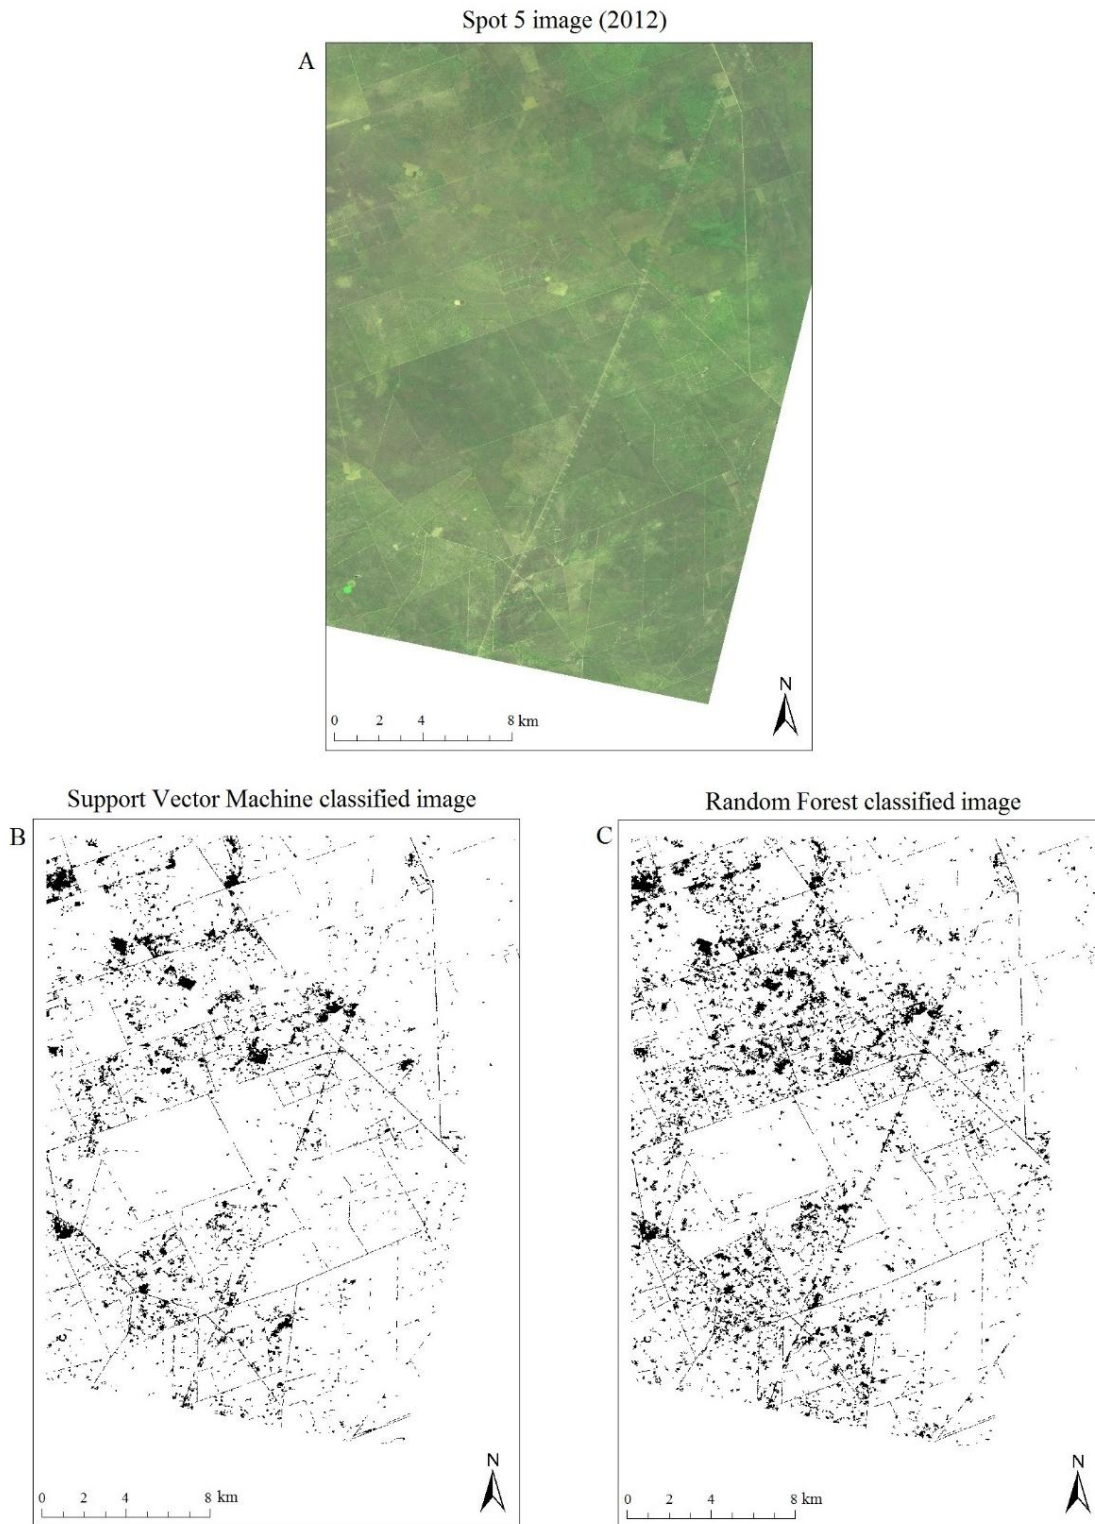 Spot 5 image (2012)
A
N
0 2 4 8 km
Support Vector Machine classified image
Random Forest classified image
B
C
N
N
0 2 4 8 km
0 2 4 8 km